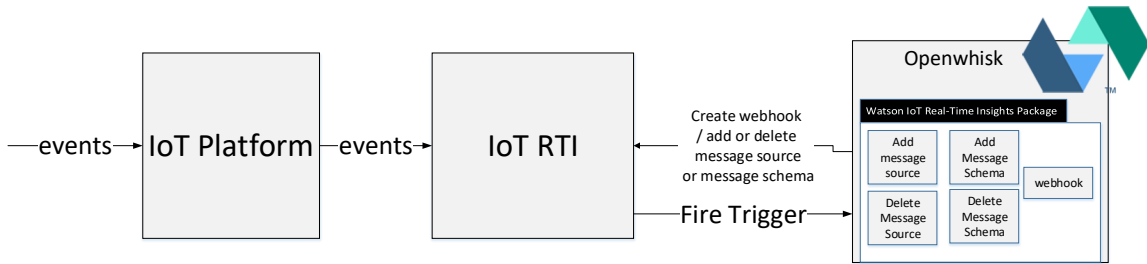 events
IoT Platform
events
IoT RTI
Create webhook
/ add or delete
message source
or message schema
Fire Trigger
Openwhisk
TM
Watson IoT Real-Time Insights Package
Add
message
source
Add
Message
Schema
webhook
Delete
Message
Source
Delete
Message
Schema